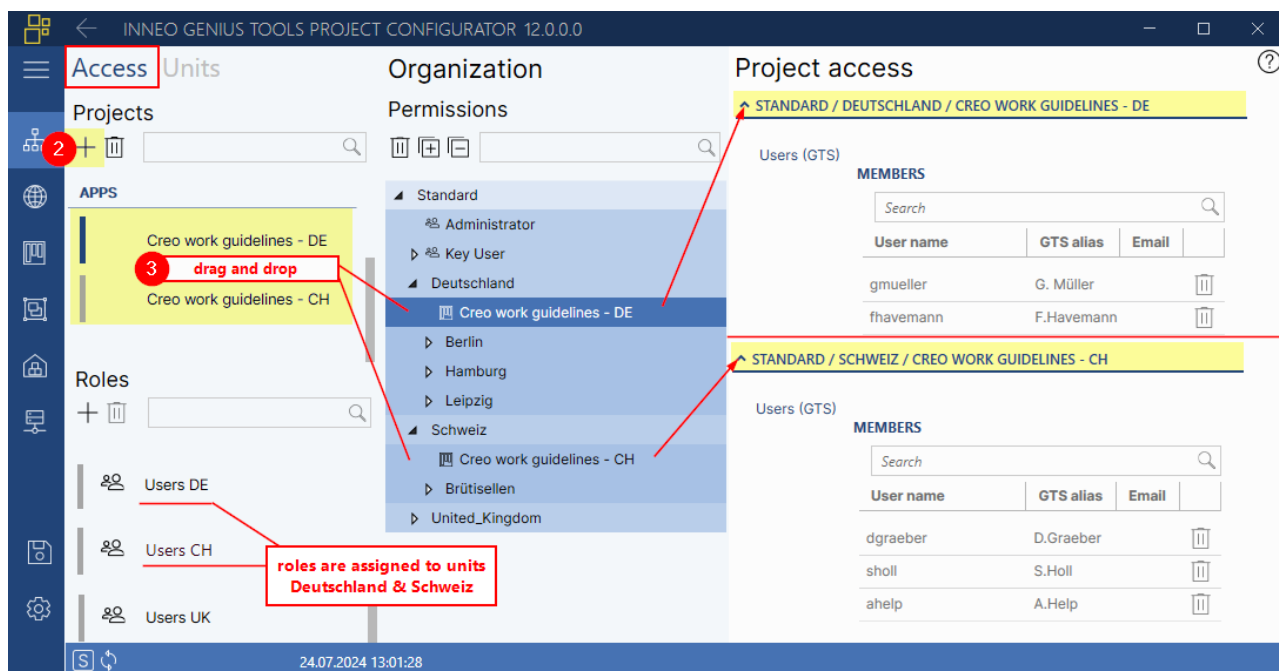 INNEO GENIUS TOOLS PROJECT CONFIGURATOR 12.0.0.0
Access Units
Projects
2
APPS
Creo work guidelines - DE
3 drag and drop
Creo work guidelines - CH
Roles
Users DE
Users CH
Users UK
roles are assigned to units
Deutschland & Schweiz
Organization
Permissions
Standard
Administrator
Key User
Deutschland
Creo work guidelines - DE
Berlin
Hamburg
Leipzig
Schweiz
Creo work guidelines - CH
Brütisellen
United_Kingdom
Project access
?
STANDARD / DEUTSCHLAND / CREO WORK GUIDELINES - DE
Users (GTS)
MEMBERS
Search
User name GTS alias Email
gmueller G. Müller
fhavemann F.Havemann
STANDARD / SCHWEIZ / CREO WORK GUIDELINES - CH
Users (GTS)
MEMBERS
Search
User name GTS alias Email
dgraeber D.Graeber
sholl S.Holl
ahelp A.Help
S 24.07.2024 13:01:28